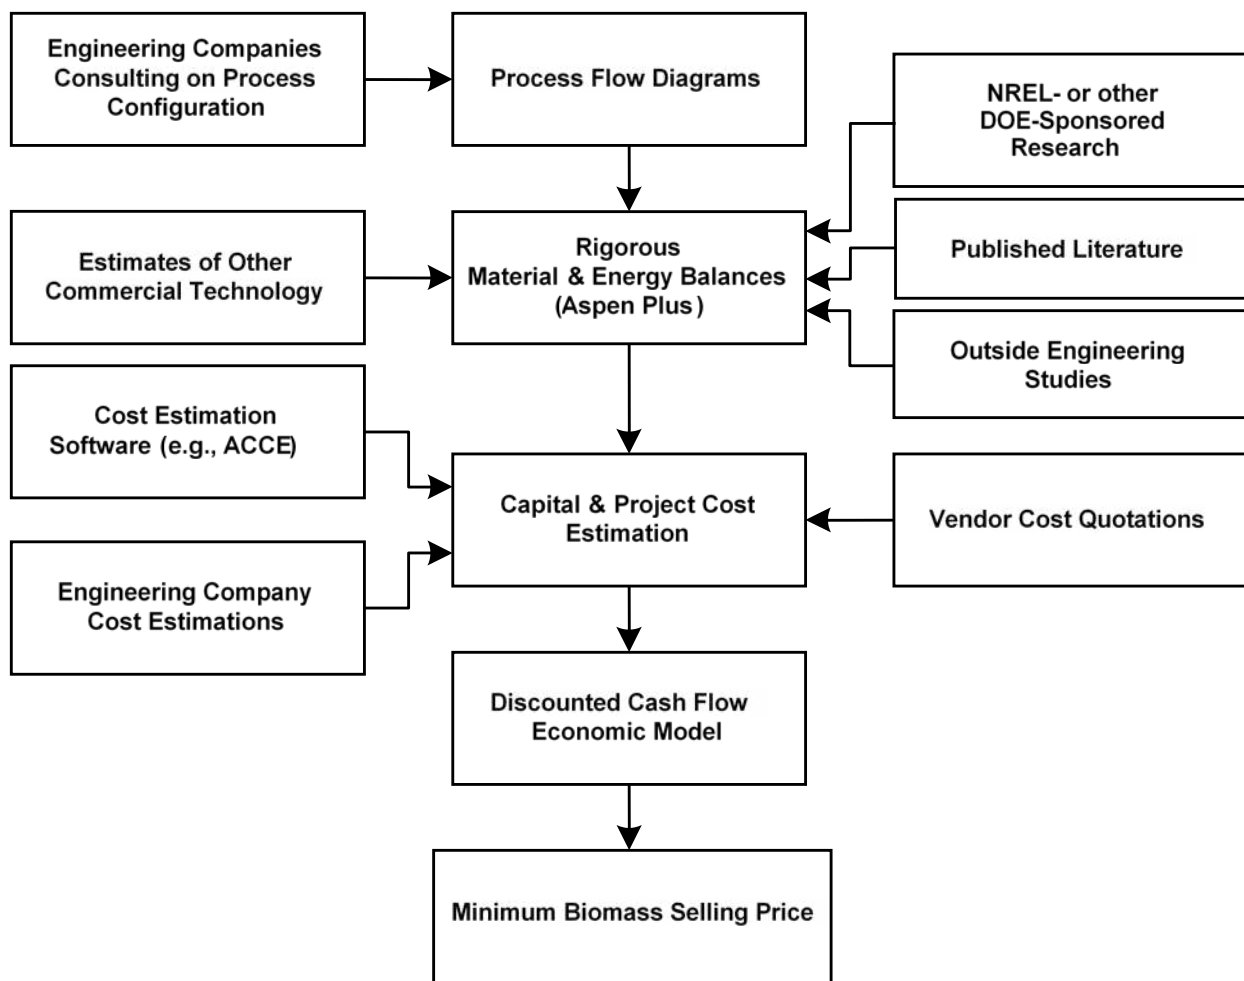 Engineering Companies
Consulting on Process
Configuration
Process Flow Diagrams
NREL- or other
DOE-Sponsored
Research
Estimates of Other
Commercial Technology
Rigorous
Material & Energy Balances
(Aspen Plus)
Published Literature
Outside Engineering
Studies
Cost Estimation
Software (e.g., ACCE)
Capital & Project Cost
Estimation
Vendor Cost Quotations
Engineering Company
Cost Estimations
Discounted Cash Flow
Economic Model
Minimum Biomass Selling Price